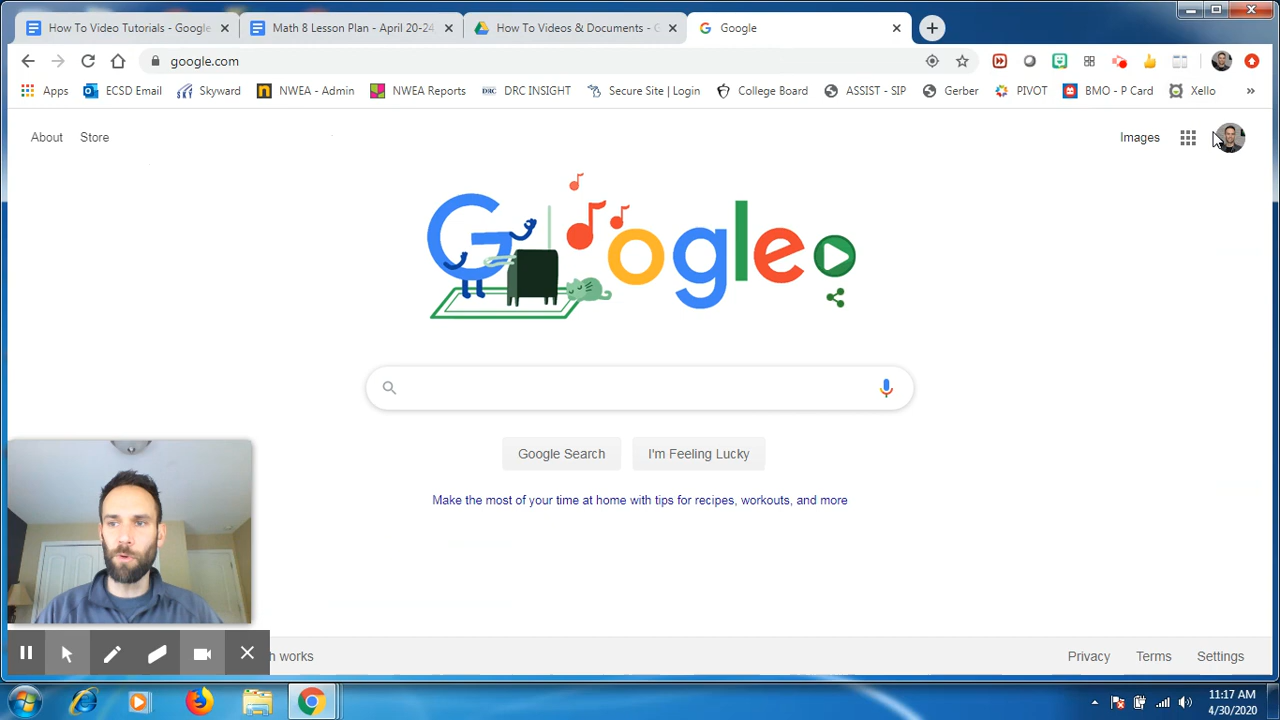 How To Video Tutorials - Google
Math 8 Lesson Plan - April 20-24
How To Videos & Documents - G
Google
google.com
Apps
ECSD Email
Skyward
NWEA - Admin
NWEA Reports
DRC INSIGHT
Secure Site | Login
College Board
ASSIST - SIP
Gerber
PIVOT
BMO - P Card
Xello
»
About
Store
Images
G ogle
Google Search
I'm Feeling Lucky
Make the most of your time at home with tips for recipes, workouts, and more
h works
Privacy
Terms
Settings
11:17 AM
4/30/2020